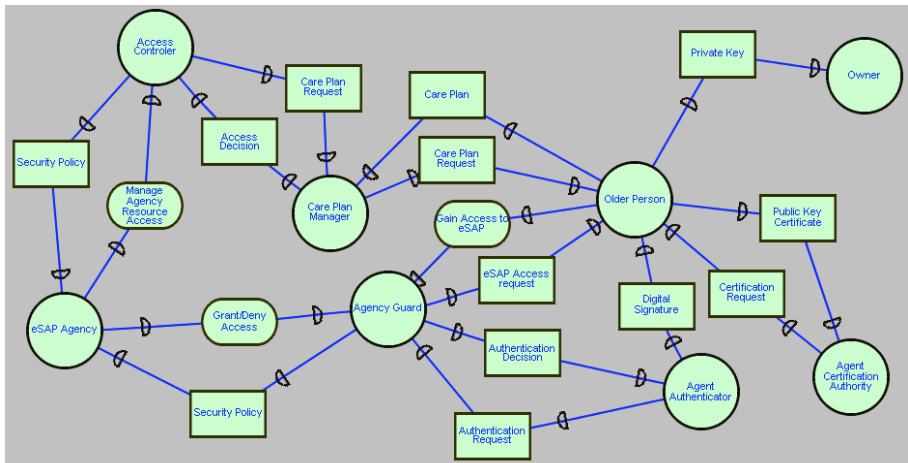 Access
Controler
Care Plan
Request
Care Plan
Private Key
Owner
Security Policy
Access
Decision
Care Plan
Request
Manage
Agency
Resource
Access
Care Plan
Manager
Older Person
Gain Access to
eSAP
Public Key
Certificate
eSAP Access
request
eSAP Agency
Grant/Deny
Access
Agency Guard
Digital
Signature
Certification
Request
Authentication
Decision
Agent
Authenticator
Agent
Certification
Authority
Security Policy
Authentication
Request